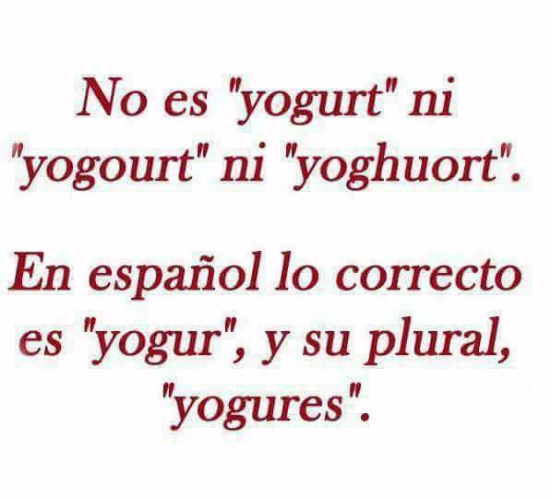 No es "yogurt" ni
"yogourt" ni "yoghuort".
En español lo correcto
es "yogur", y su plural,
"yogures".